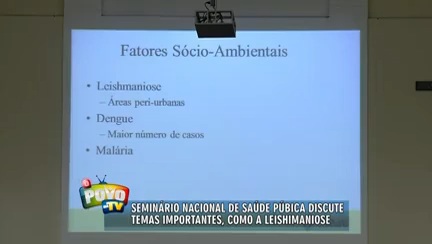 Fatores Sócio-Ambientais
• Leishmaniose
– Áreas peri-urbanas
• Dengue
– Maior número de casos
• Malária
O POVO
-TV
SEMINÁRIO NACIONAL DE SAÚDE PÚBICA DISCUTE
TEMAS IMPORTANTES, COMO A LEISHIMANIOSE